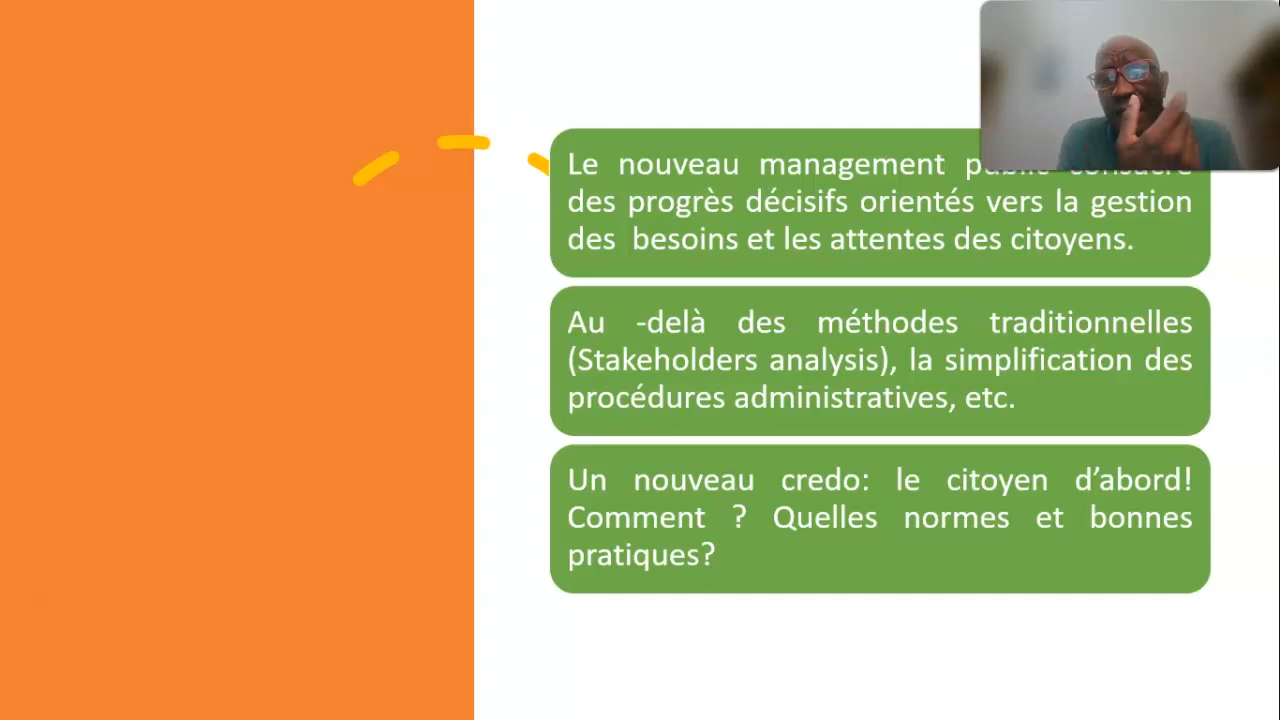 Le nouveau management public consacre
des progrès décisifs orientés vers la gestion
des besoins et les attentes des citoyens.
Au -delà des méthodes traditionnelles
(Stakeholders analysis), la simplification des
procédures administratives, etc.
Un nouveau credo: le citoyen d’abord!
Comment ? Quelles normes et bonnes
pratiques?